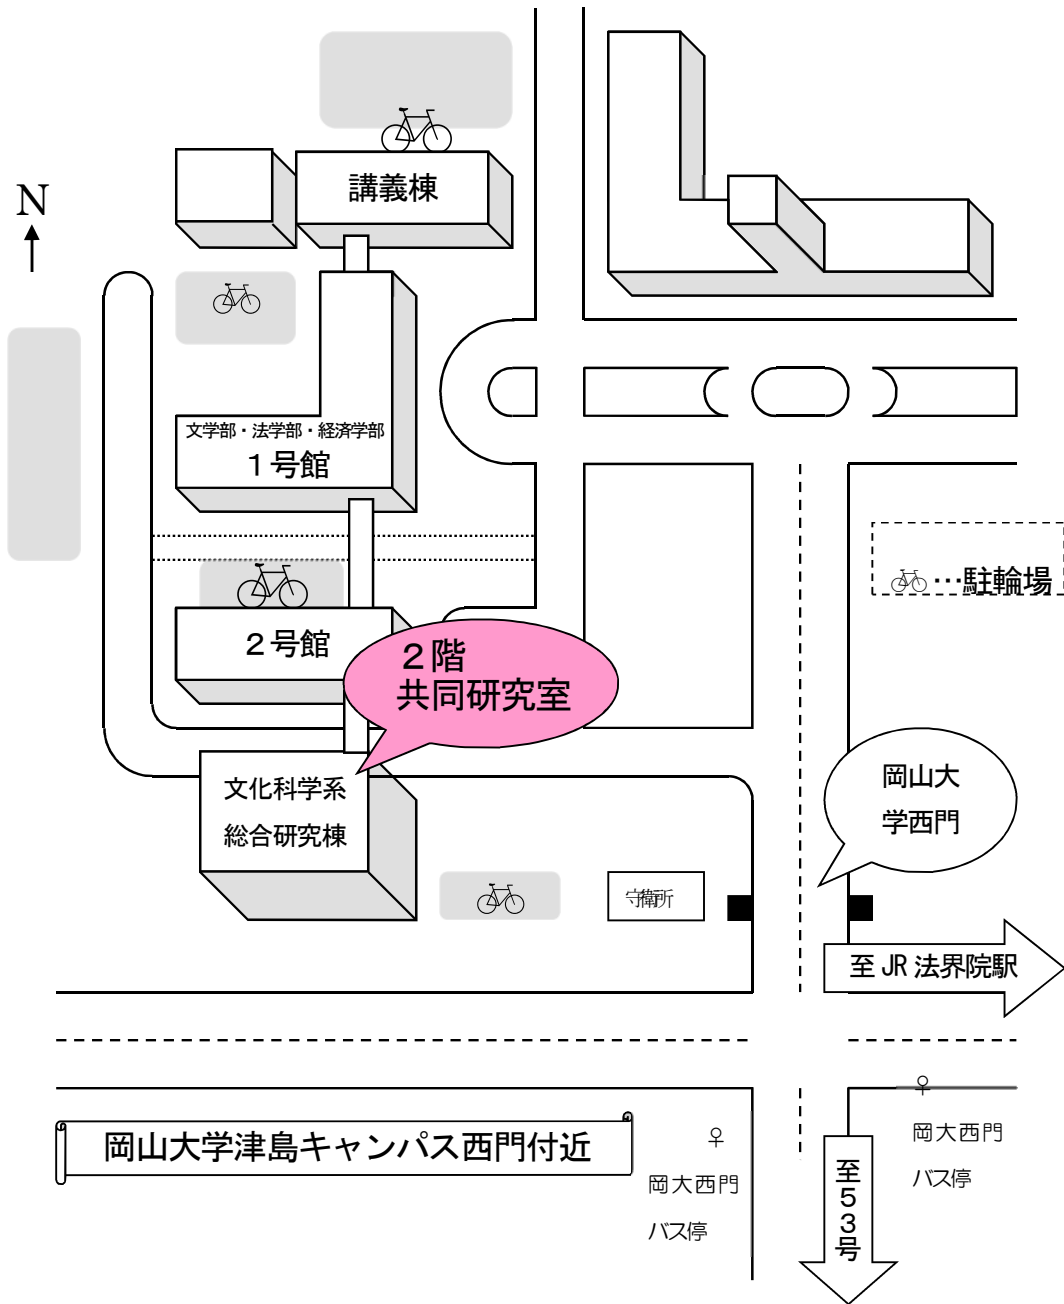 講義棟
N
文学部・法学部・経済学部
１号館
…駐輪場
２号館
２階
共同研究室
岡山大
学西門
文化科学系
総合研究棟
守衛所
至 JR 法界院駅
岡山大学津島キャンパス西門付近
岡大西門
バス停
至５３号
岡大西門
バス停